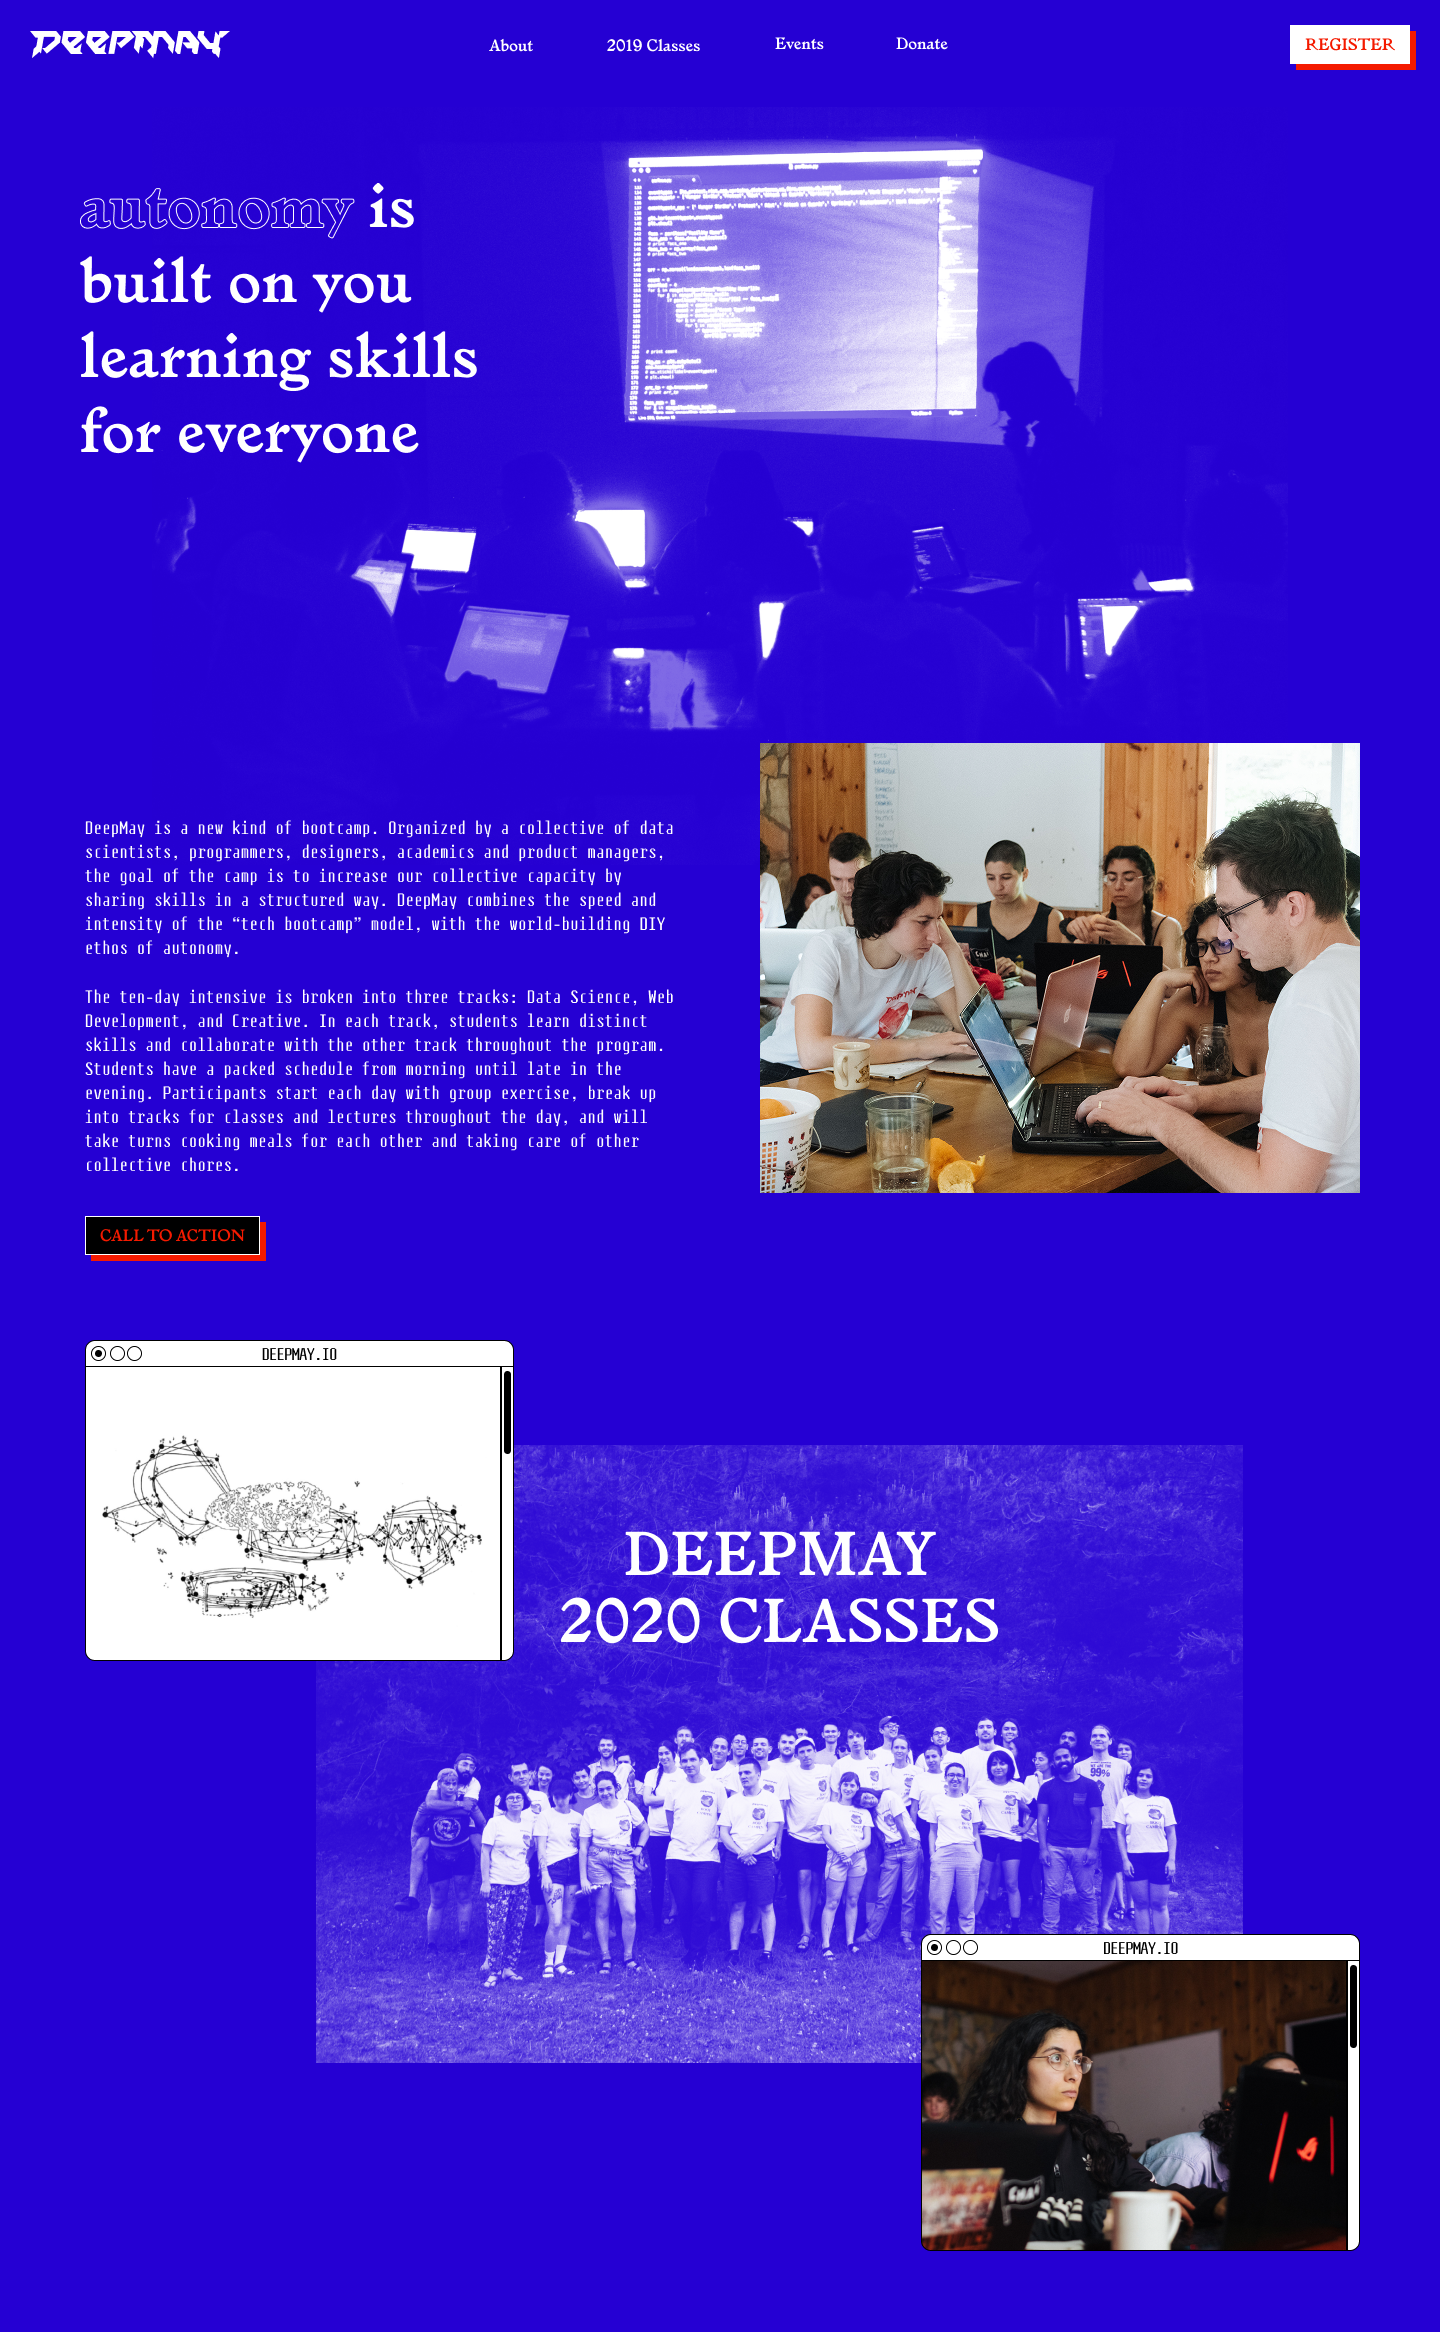 DEEPMAY
About
2019 Classes
Events
Donate
REGISTER
autonomy is
built on you
learning skills
for everyone
DeepMay is a new kind of bootcamp. Organized by a collective of data
scientists, programmers, designers, academics and product managers,
the goal of the camp is to increase our collective capacity by
sharing skills in a structured way. DeepMay combines the speed and
intensity of the “tech bootcamp” model, with the world-building DIY
ethos of autonomy.
The ten-day intensive is broken into three tracks: Data Science, Web
Development, and Creative. In each track, students learn distinct
skills and collaborate with the other track throughout the program.
Students have a packed schedule from morning until late in the
evening. Participants start each day with group exercise, break up
into tracks for classes and lectures throughout the day, and will
take turns cooking meals for each other and taking care of other
collective chores.
CALL TO ACTION
DEEPMAY.IO
DEEPMAY
2020 CLASSES
99%
DEEPMAY.IO